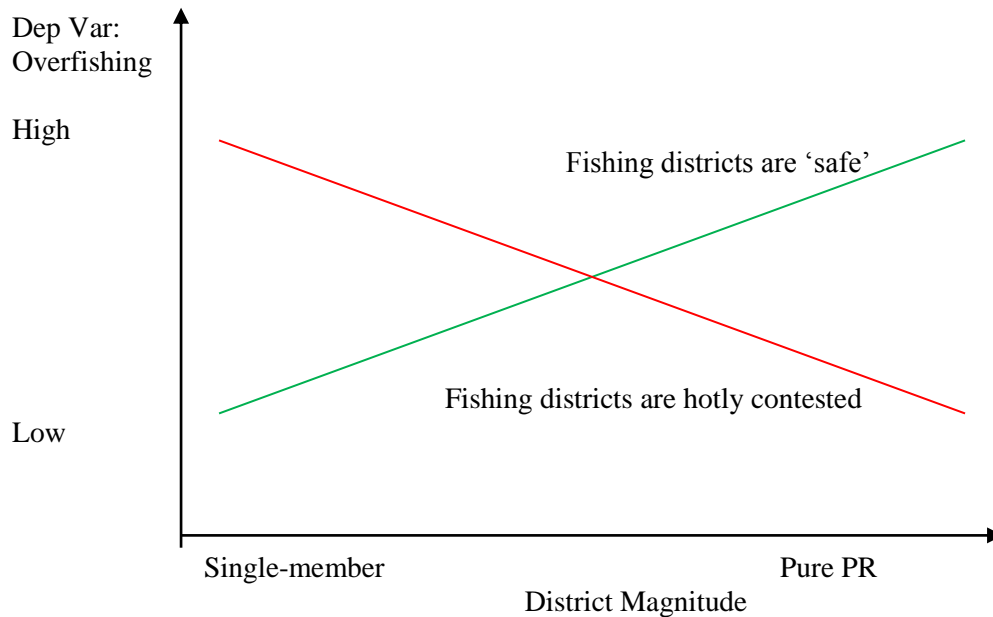 Dep Var:
Overfishing
High
Fishing districts are ‘safe’
Fishing districts are hotly contested
Low
Single-member
Pure PR
District Magnitude